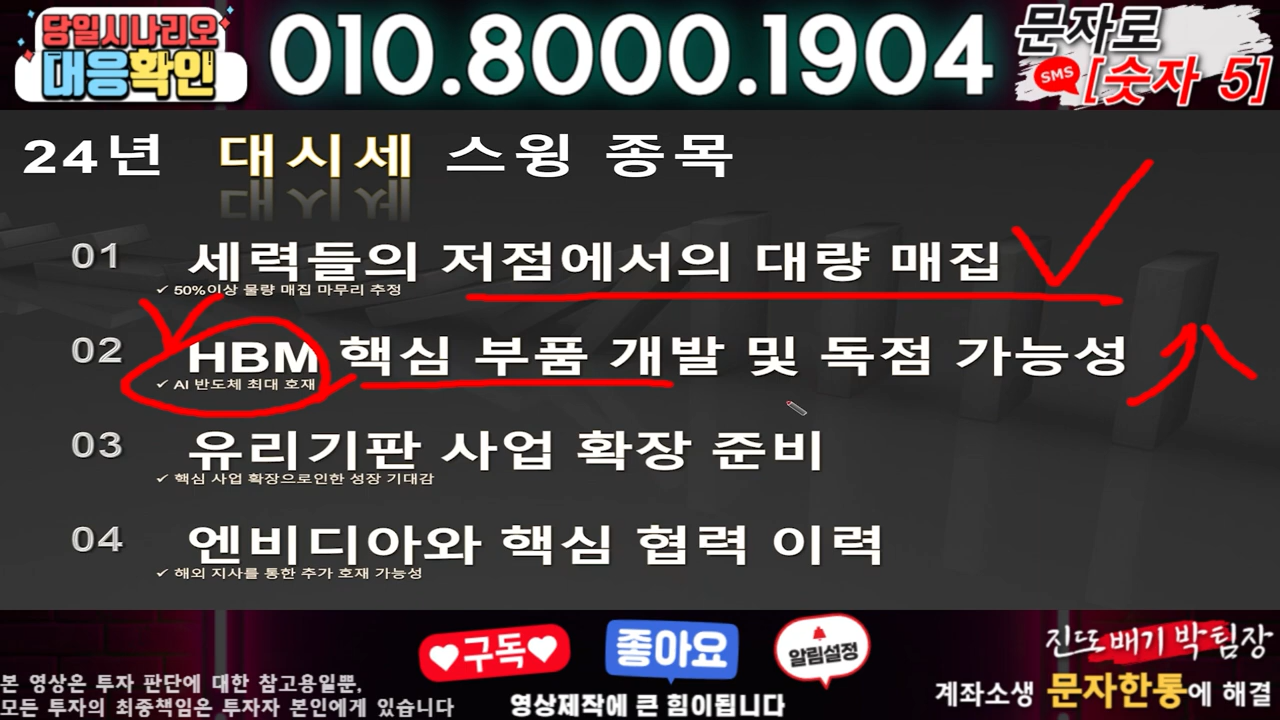 당일시나리오
대응확인
010.8000.1904
문자로
SMS [숫자 5]
24년 대시세 스윙 종목
01 세력들의 저점에서의 대량 매집
✓ 50%이상 물량 매집 마무리 추정
02 HBM 핵심 부품 개발 및 독점 가능성
✓ AI 반도체 최대 호재
03 유리기판 사업 확장 준비
✓ 핵심 사업 확장으로인한 성장 기대감
04 엔비디아와 핵심 협력 이력
✓ 해외 지사를 통한 추가 호재 가능성
구독
좋아요
알림설정
영상제작에 큰 힘이됩니다
본 영상은 투자 판단에 대한 참고용일뿐,
모든 투자의 최종책임은 투자자 본인에게 있습니다
진또배기 박팀장
계좌소생 문자한통에 해결